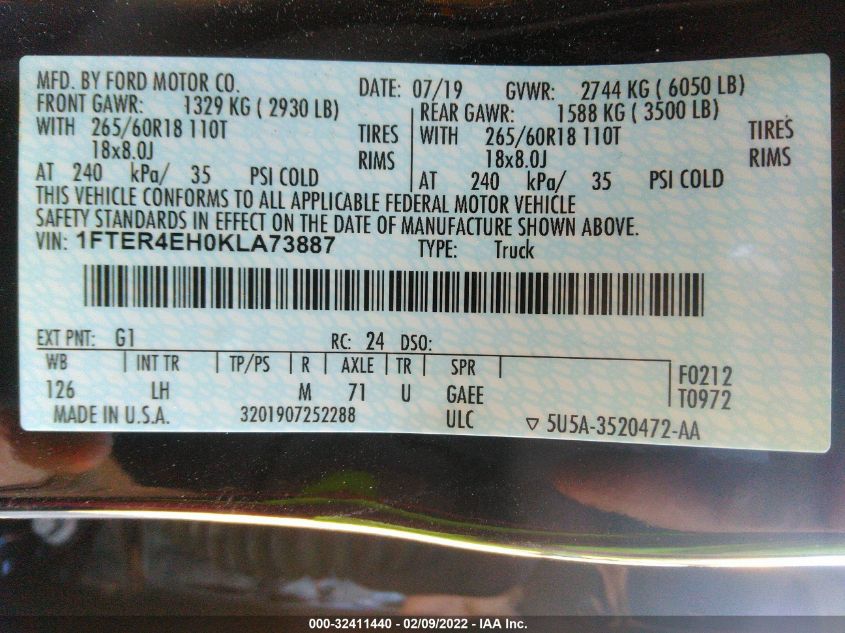 MFD. BY FORD MOTOR CO. DATE: 07/19 GVWR: 2744 KG ( 6050 LB)
FRONT GAWR: 1329 KG ( 2930 LB) REAR GAWR: 1588 KG ( 3500 LB)
WITH 265/60R18 110T TIRES WITH 265/60R18 110T TIRES
18x8.0J RIMS 18x8.0J RIMS
AT 240 kPa/ 35 PSI COLD AT 240 kPa/ 35 PSI COLD
THIS VEHICLE CONFORMS TO ALL APPLICABLE FEDERAL MOTOR VEHICLE
SAFETY STANDARDS IN EFFECT ON THE DATE OF MANUFACTURE SHOWN ABOVE.
VIN: 1FTER4EH0KLA73887 TYPE: Truck
EXT PNT: G1 RC: 24 DSO:
WB INT TR TP/PS R AXLE TR SPR F0212
126 LH M 71 U GAEE T0972
MADE IN U.S.A. 3201907252288 ULC ▽ 5U5A-3520472-AA
000-32411440 - 02/09/2022 - IAA Inc.